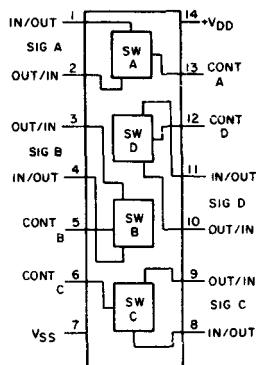 IN/OUT 1 14 +VDD
SIG A SW A
OUT/IN 2 13 CONT A
OUT/IN 3 12 CONT D
SIG B SW D
IN/OUT 4 11 IN/OUT
SIG D
CONT B 5 SW B 10 OUT/IN
CONT C 6 9 OUT/IN
SW C SIG C
VSS 7 8 IN/OUT